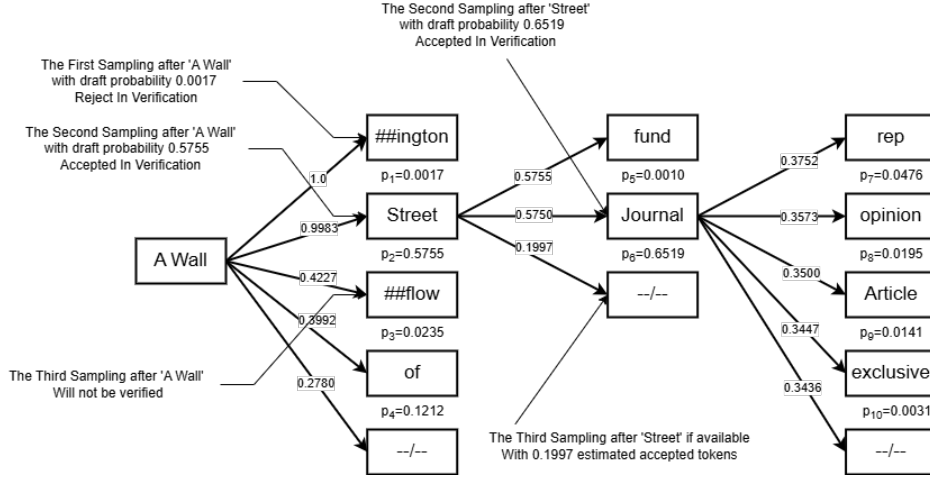 The Second Sampling after 'Street'
with draft probability 0.6519
Accepted In Verification
The First Sampling after 'A Wall'
with draft probability 0.0017
Reject In Verification
The Second Sampling after 'A Wall'
with draft probability 0.5755
Accepted In Verification
The Third Sampling after 'A Wall'
Will not be verified
A Wall
1.0
0.9983
0.4227
0.3992
0.2780
##ington
p1=0.0017
Street
p2=0.5755
##flow
p3=0.0235
of
p4=0.1212
--/--
0.5755
0.5750
0.1997
fund
p5=0.0010
Journal
p6=0.6519
--/--
The Third Sampling after 'Street' if available
With 0.1997 estimated accepted tokens
0.3752
0.3573
0.3500
0.3447
0.3436
rep
p7=0.0476
opinion
p8=0.0195
Article
p9=0.0141
exclusive
p10=0.0031
--/--